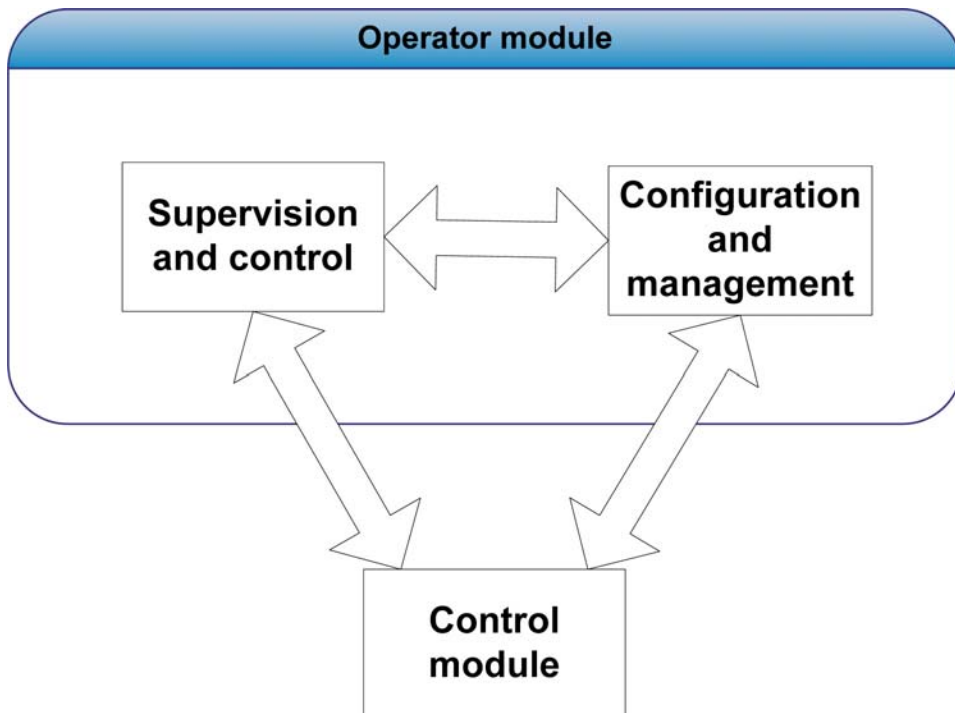 Operator module
Supervision
and control
Configuration
and
management
Control
module